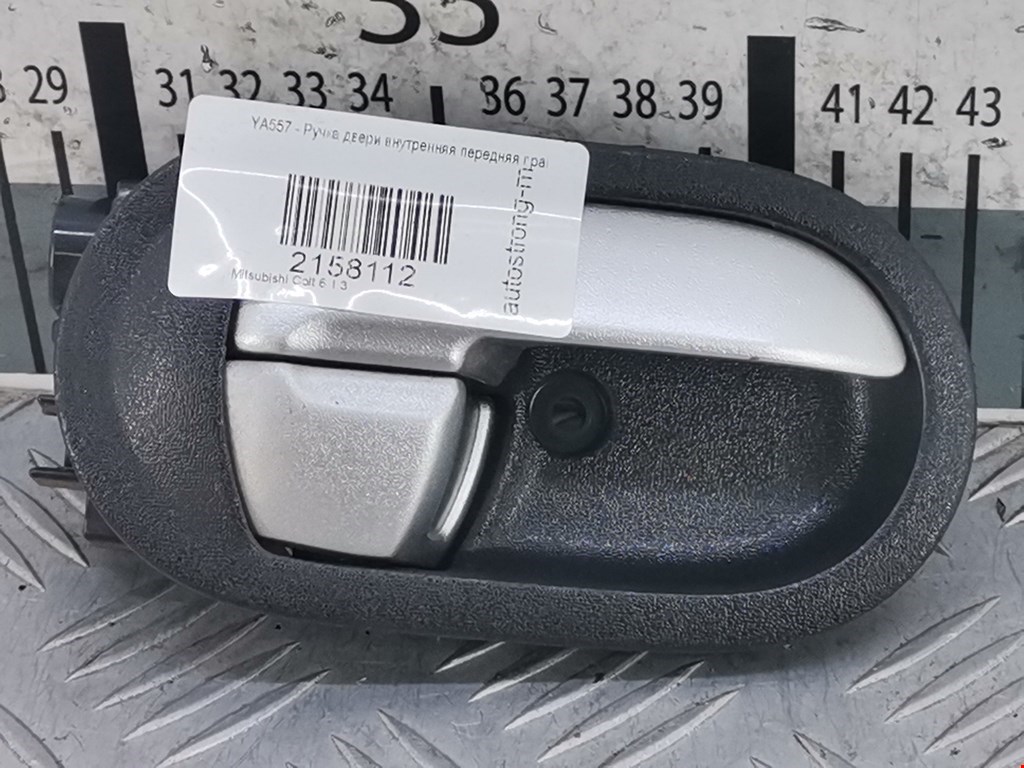 35
29 31 32 33 34 36 37 38 39 41 42 43
YA557 - Ручка двери внутренняя передняя пра
2158112
Mitsubishi Colt 6 1.3
autostrong-m